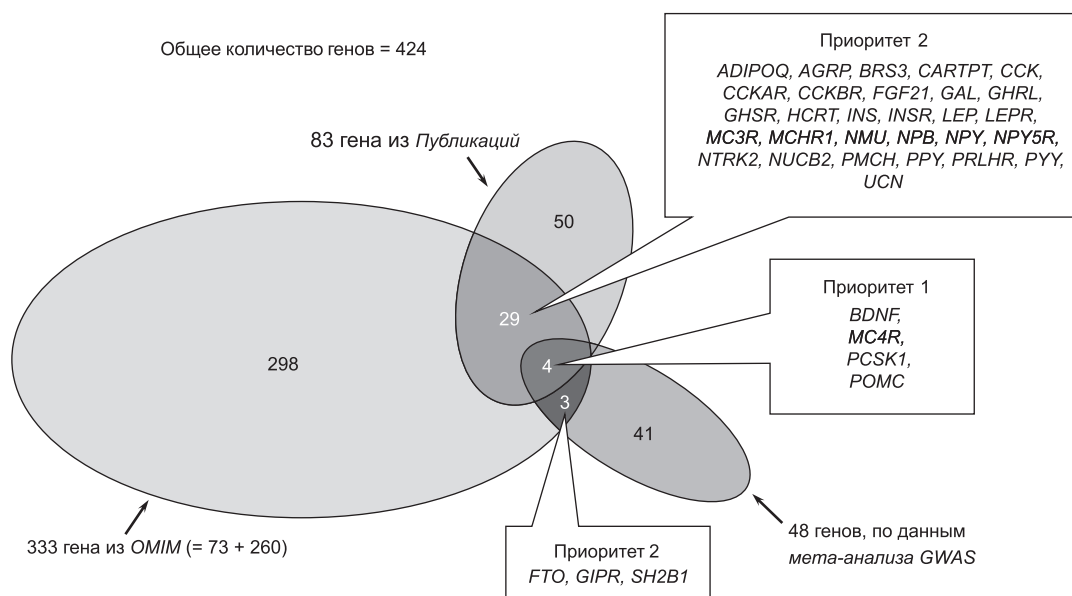 Общее количество генов = 424
Приоритет 2
ADIPOQ, AGRP, BRS3, CARTPT, CCK,
CCKAR, CCKBR, FGF21, GAL, GHRL,
GHSR, HCRT, INS, INSR, LEP, LEPR,
MC3R, MCHR1, NMU, NPB, NPY, NPY5R,
NTRK2, NUCB2, PMCH, PPY, PRLHR, PYY,
UCN
83 гена из Публикаций
50
29
298
4
3
41
Приоритет 1
BDNF,
MC4R,
PCSK1,
POMC
333 гена из OMIM (= 73 + 260)
Приоритет 2
FTO, GIPR, SH2B1
48 генов, по данным
мета-анализа GWAS